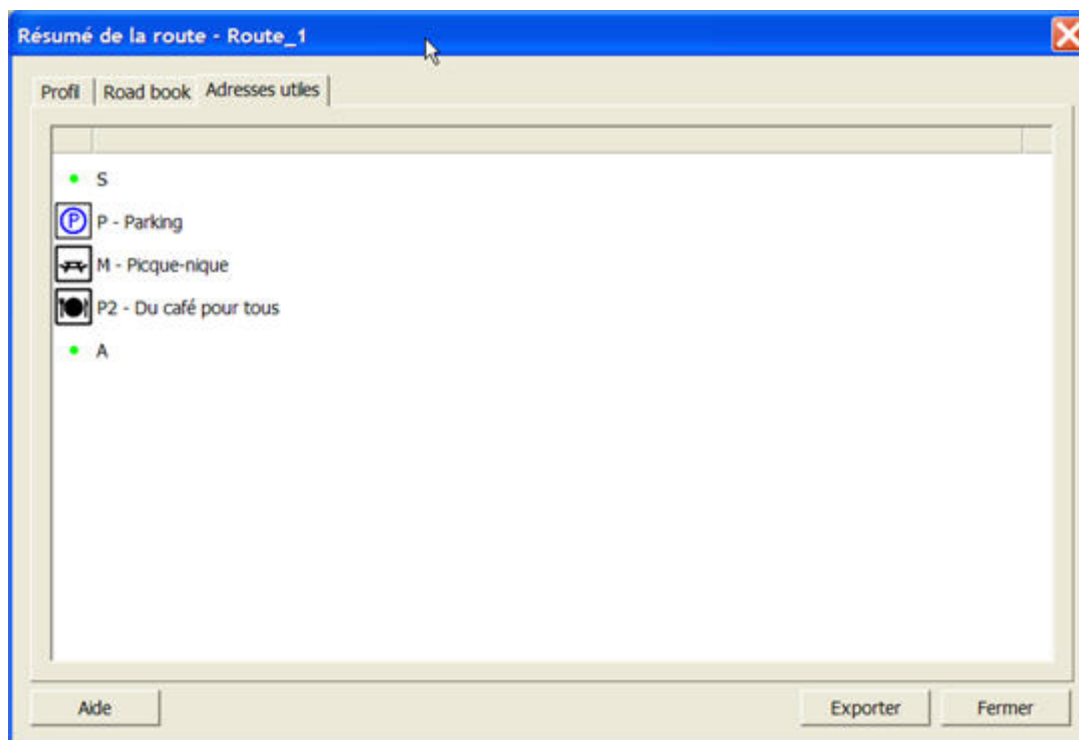 Résumé de la route - Route_1
Profil Road book Adresses utiles
S
P P - Parking
M - Picque-nique
P2 - Du café pour tous
A
Aide Exporter Fermer